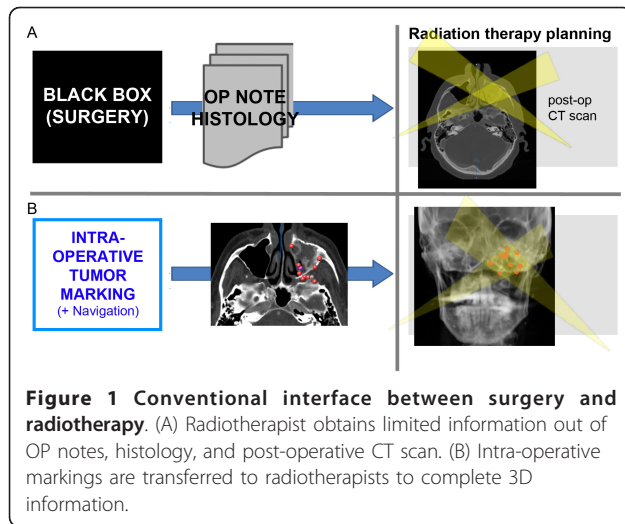 A
Radiation therapy planning
BLACK BOX
(SURGERY)
OP NOTE
HISTOLOGY
post-op
CT scan
B
INTRA-
OPERATIVE
TUMOR
MARKING
(+ Navigation)
Figure 1 Conventional interface between surgery and
radiotherapy. (A) Radiotherapist obtains limited information out of
OP notes, histology, and post-operative CT scan. (B) Intra-operative
markings are transferred to radiotherapists to complete 3D
information.